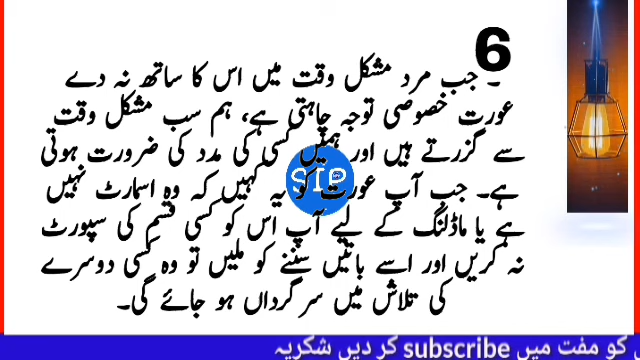 6
۔ جب مرد مشکل وقت میں اس کا ساتھ نہ دے
عورت خصوصی توجہ چاہتی ہے، ہم سب مشکل وقت
سے گزرتے ہیں اور ہمیں کسی کی مدد کی ضرورت ہوتی
ہے۔ جب آپ عورت کو یہ کہیں کہ وہ اسمارٹ نہیں
ہے یا ماڈلنگ کے لیے آپ اس کو کسی قسم کی سپورٹ
نہ کریں اور اسے باتیں سننے کو ملیں تو وہ کسی دوسرے
کی تلاش میں سرگرداں ہو جائے گی۔
SIP
کو مفت میں subscribe کر دیں شکریہ